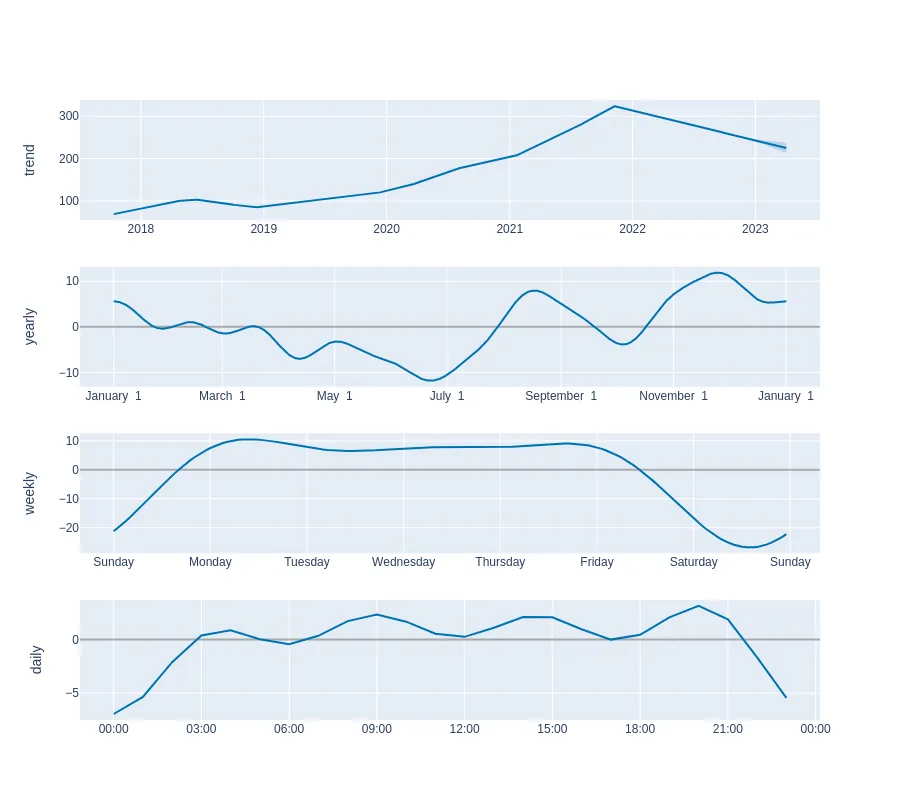 trend
300
200
100
2018 2019 2020 2021 2022 2023
yearly
10
0
−10
January 1 March 1 May 1 July 1 September 1 November 1 January 1
weekly
10
0
−10
−20
Sunday Monday Tuesday Wednesday Thursday Friday Saturday Sunday
daily
0
−5
00:00 03:00 06:00 09:00 12:00 15:00 18:00 21:00 00:00